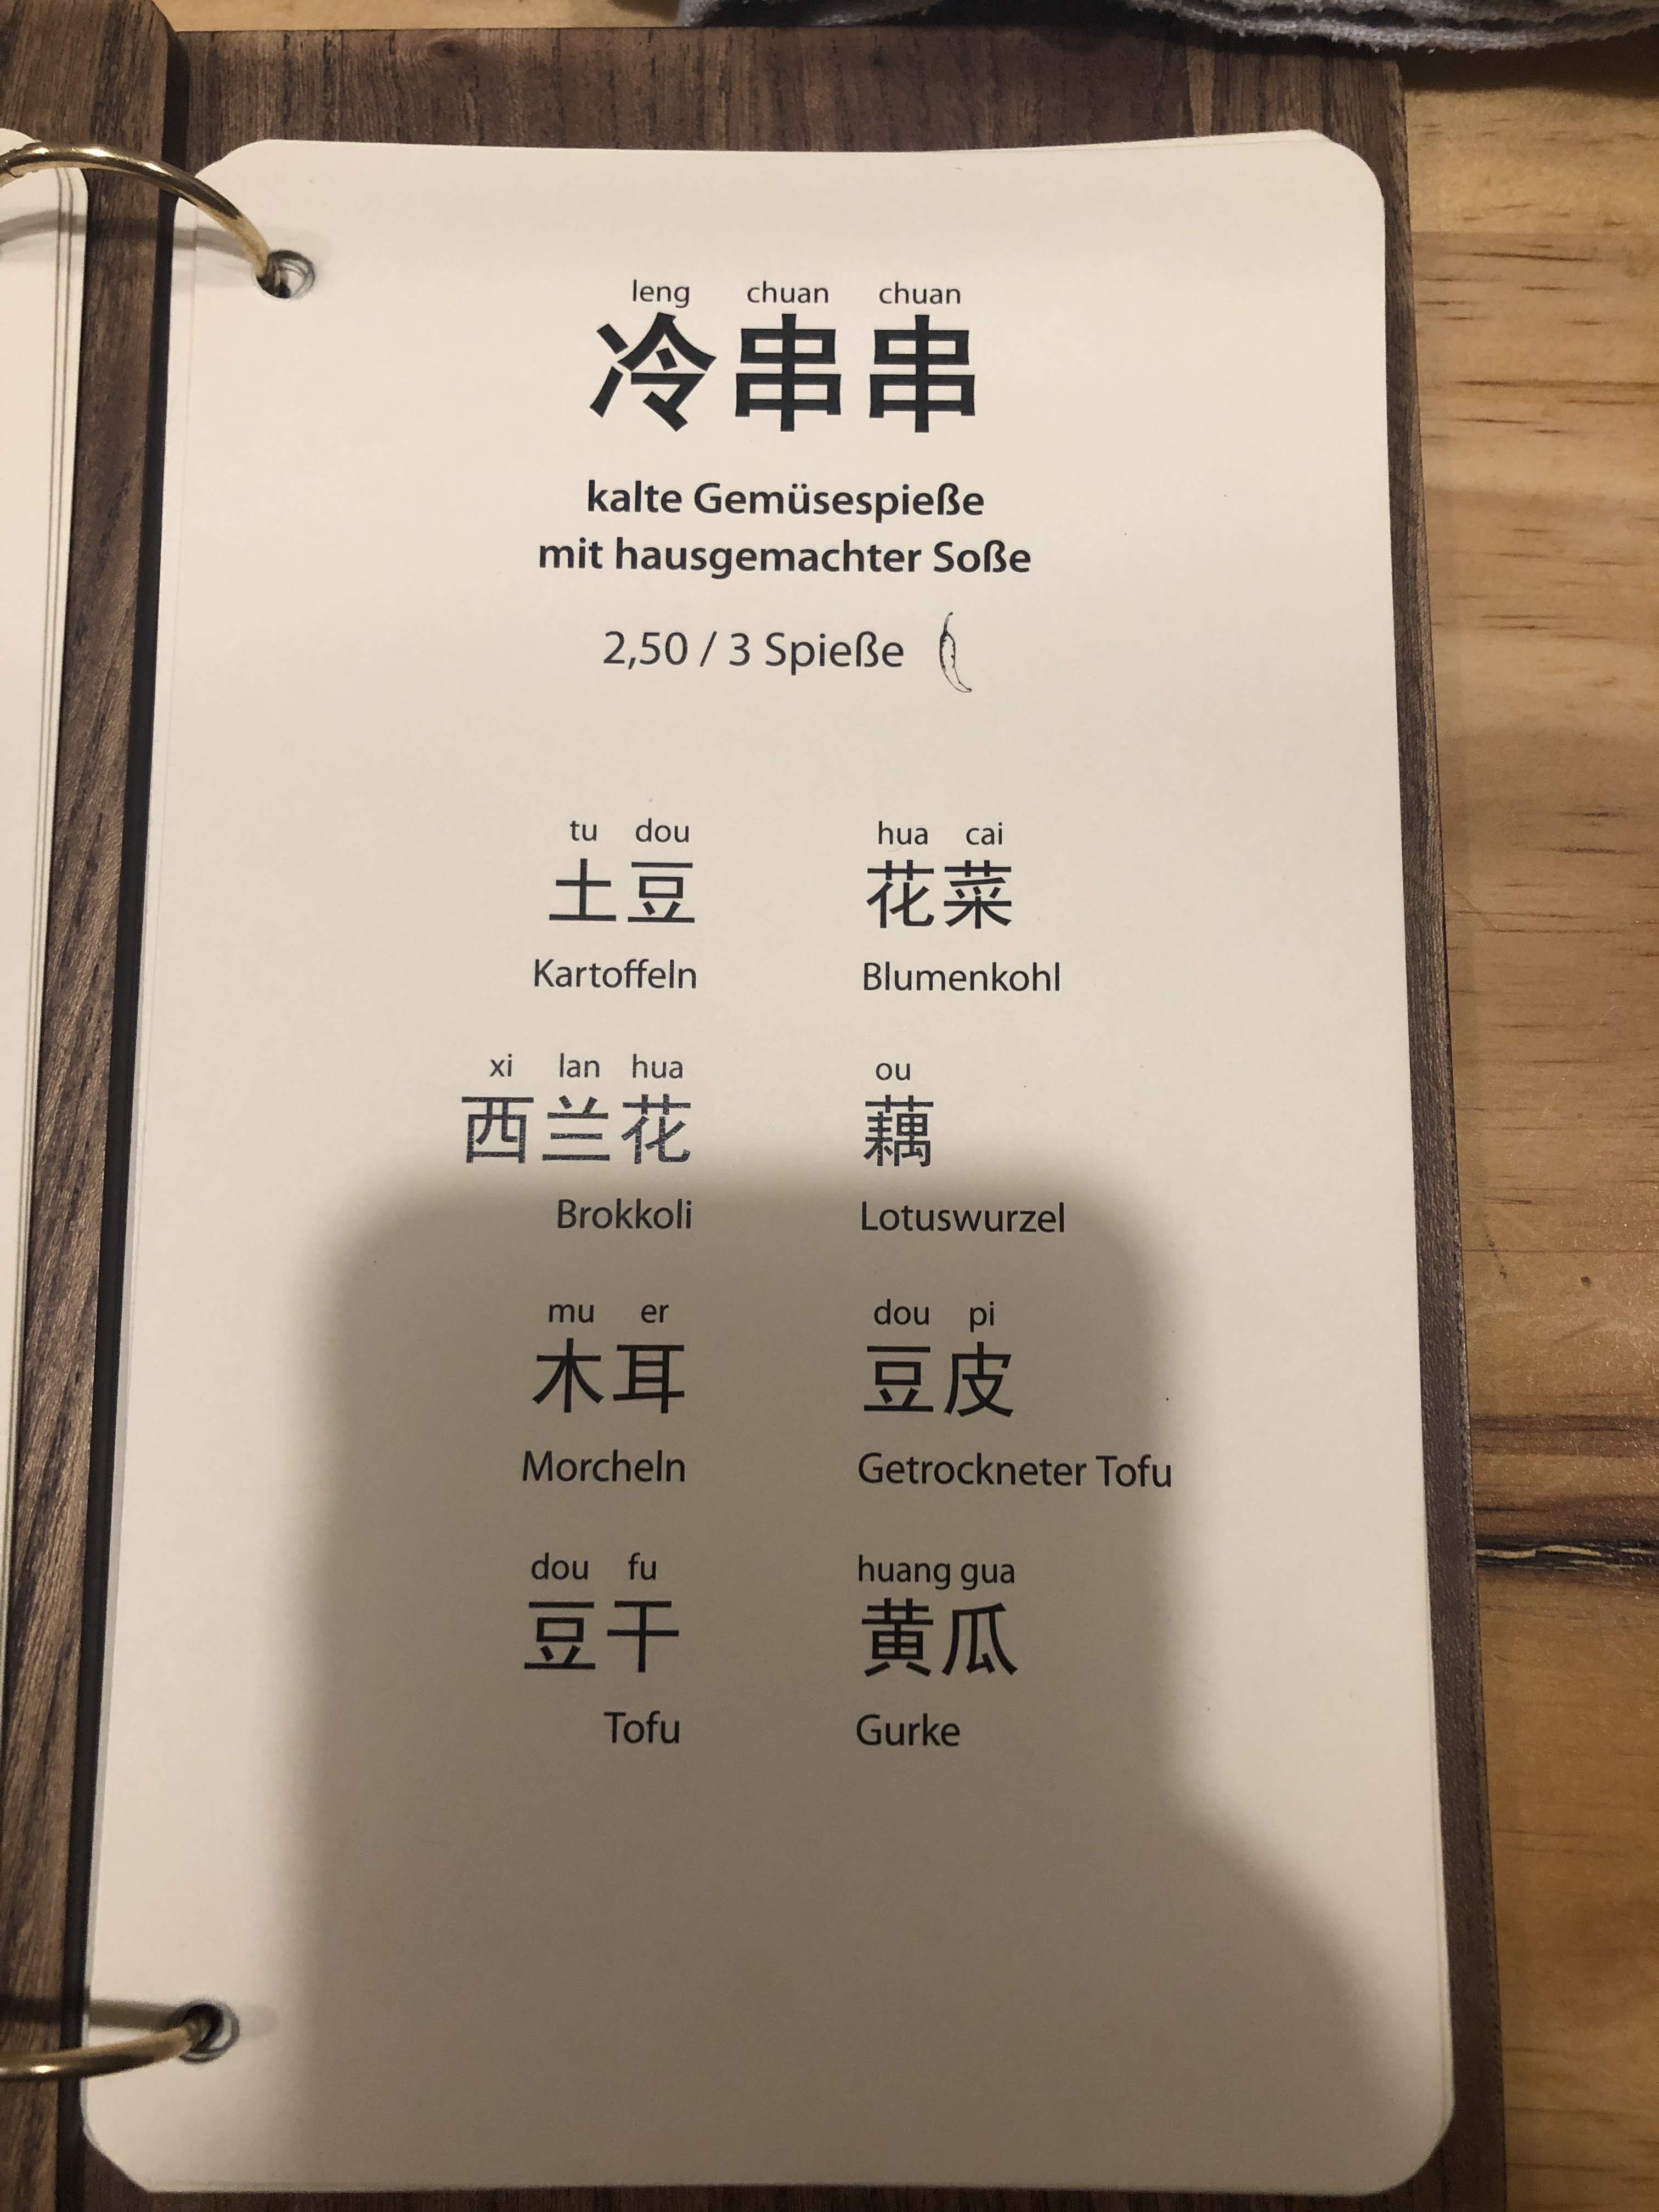 leng chuan chuan
冷串串
kalte Gemüsespieße
mit hausgemachter Soße
2,50 / 3 Spieße
tu dou
土豆
Kartoffeln
hua cai
花菜
Blumenkohl
xi lan hua
西兰花
Brokkoli
ou
藕
Lotuswurzel
mu er
木耳
Morcheln
dou pi
豆皮
Getrockneter Tofu
dou fu
豆干
Tofu
huang gua
黄瓜
Gurke